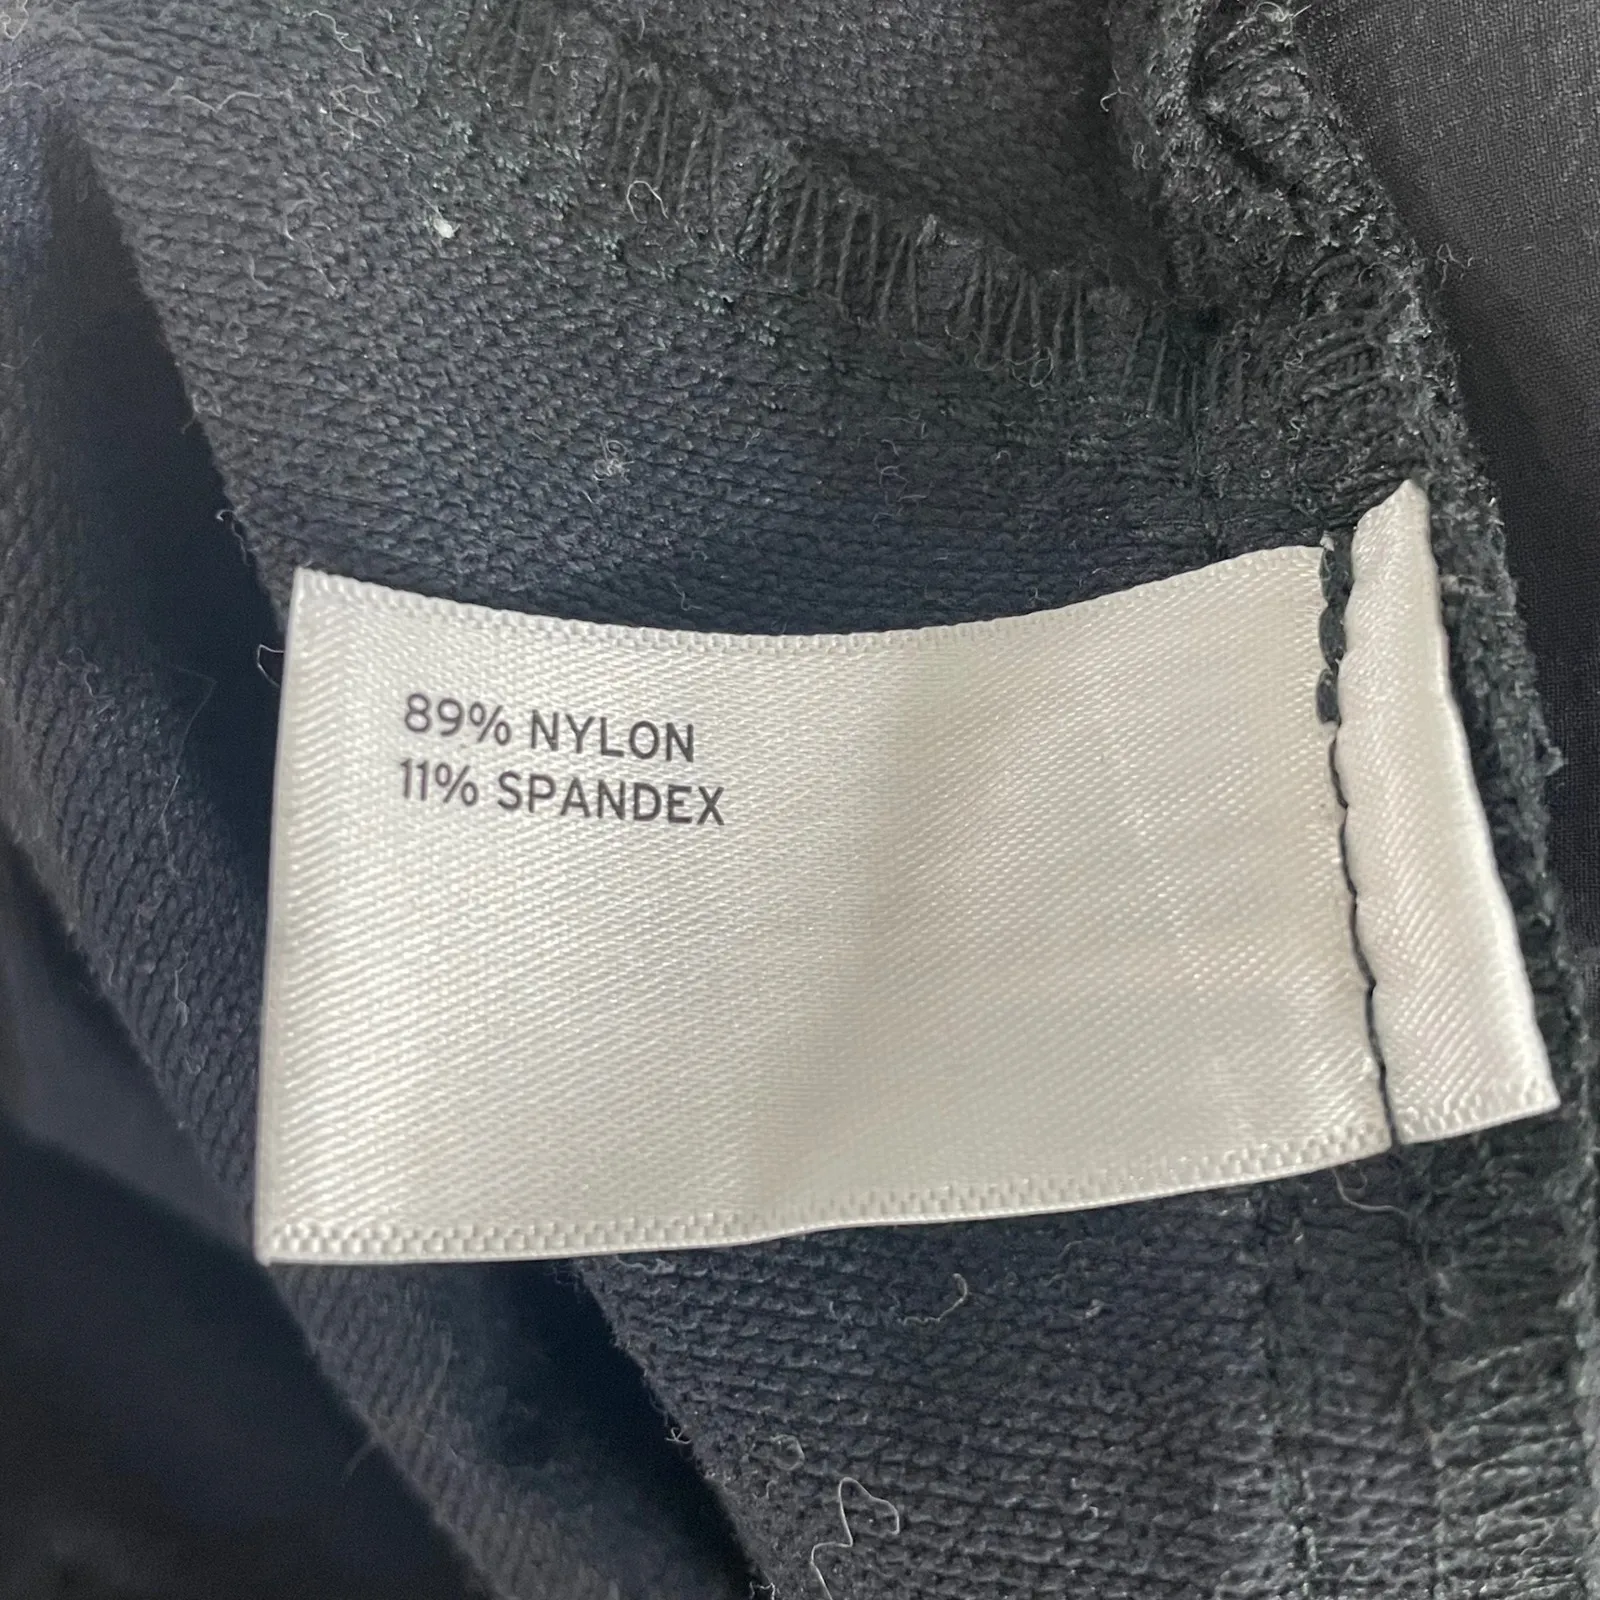 89% NYLON
11% SPANDEX